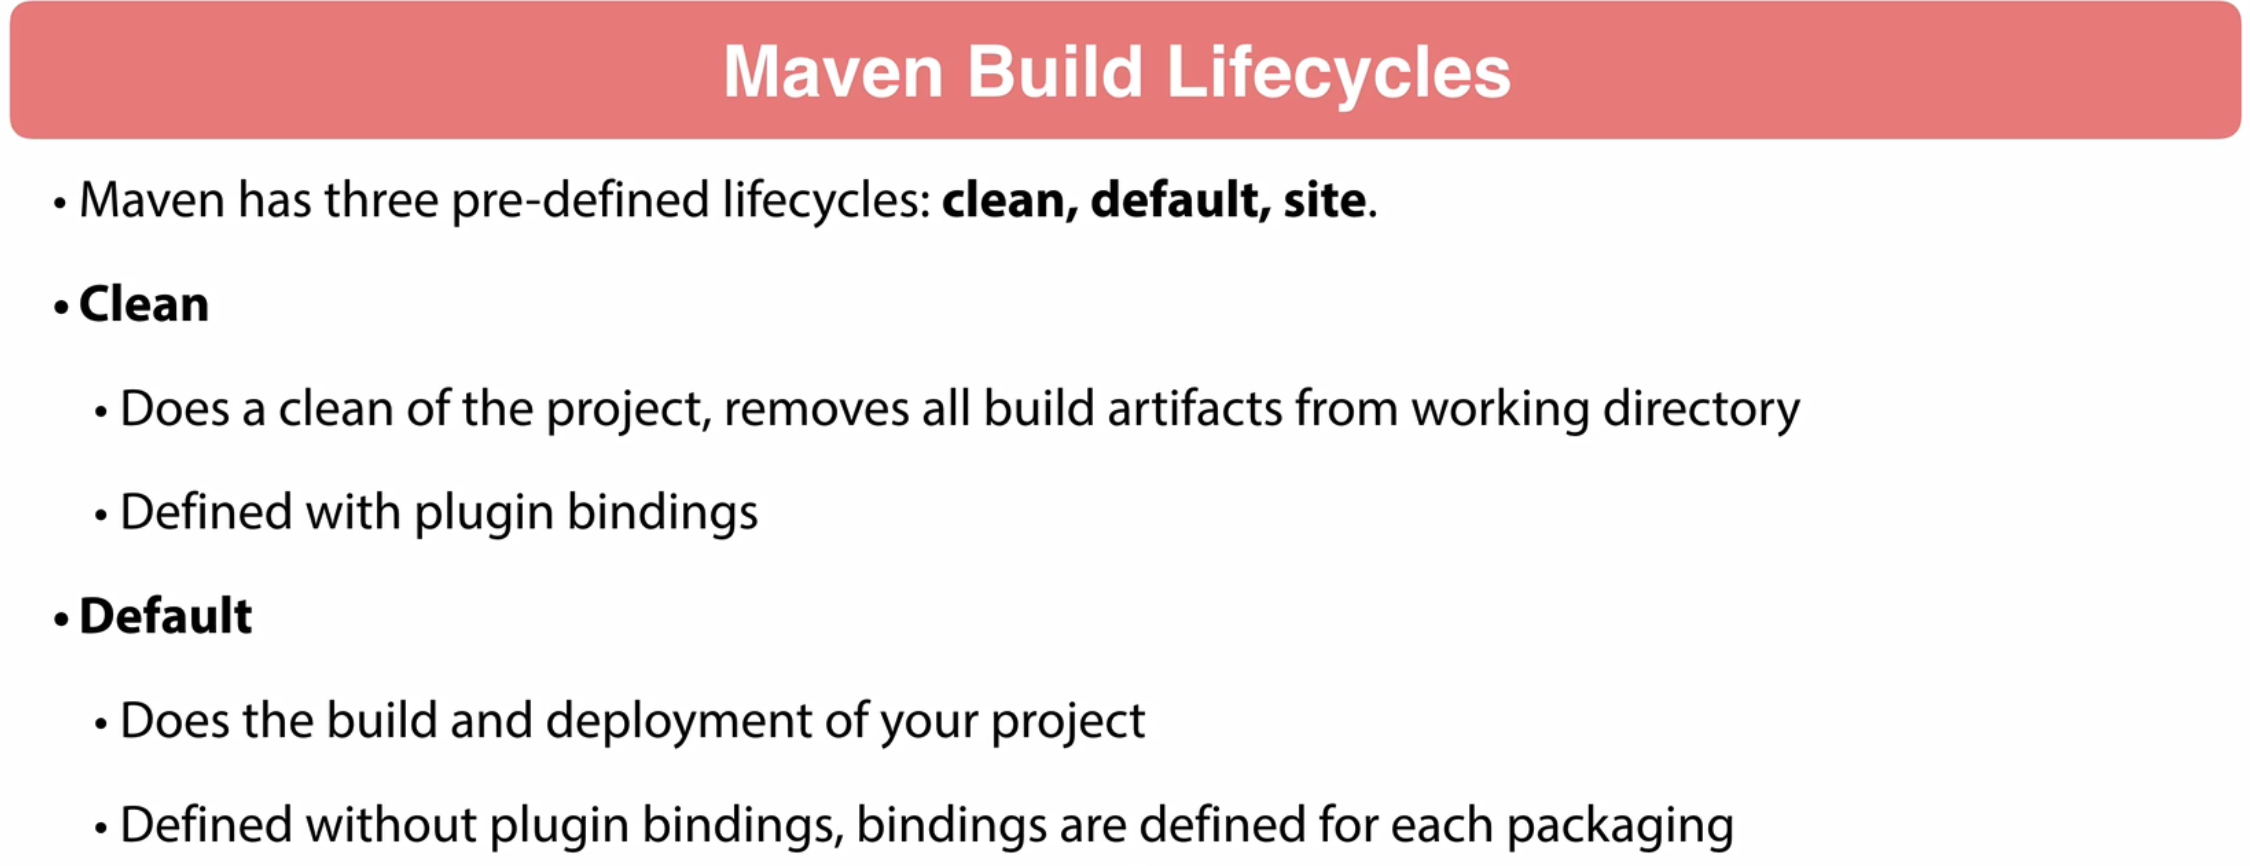 Maven Build Lifecycles
• Maven has three pre-defined lifecycles: clean, default, site.
• Clean
• Does a clean of the project, removes all build artifacts from working directory
• Defined with plugin bindings
• Default
• Does the build and deployment of your project
• Defined without plugin bindings, bindings are defined for each packaging